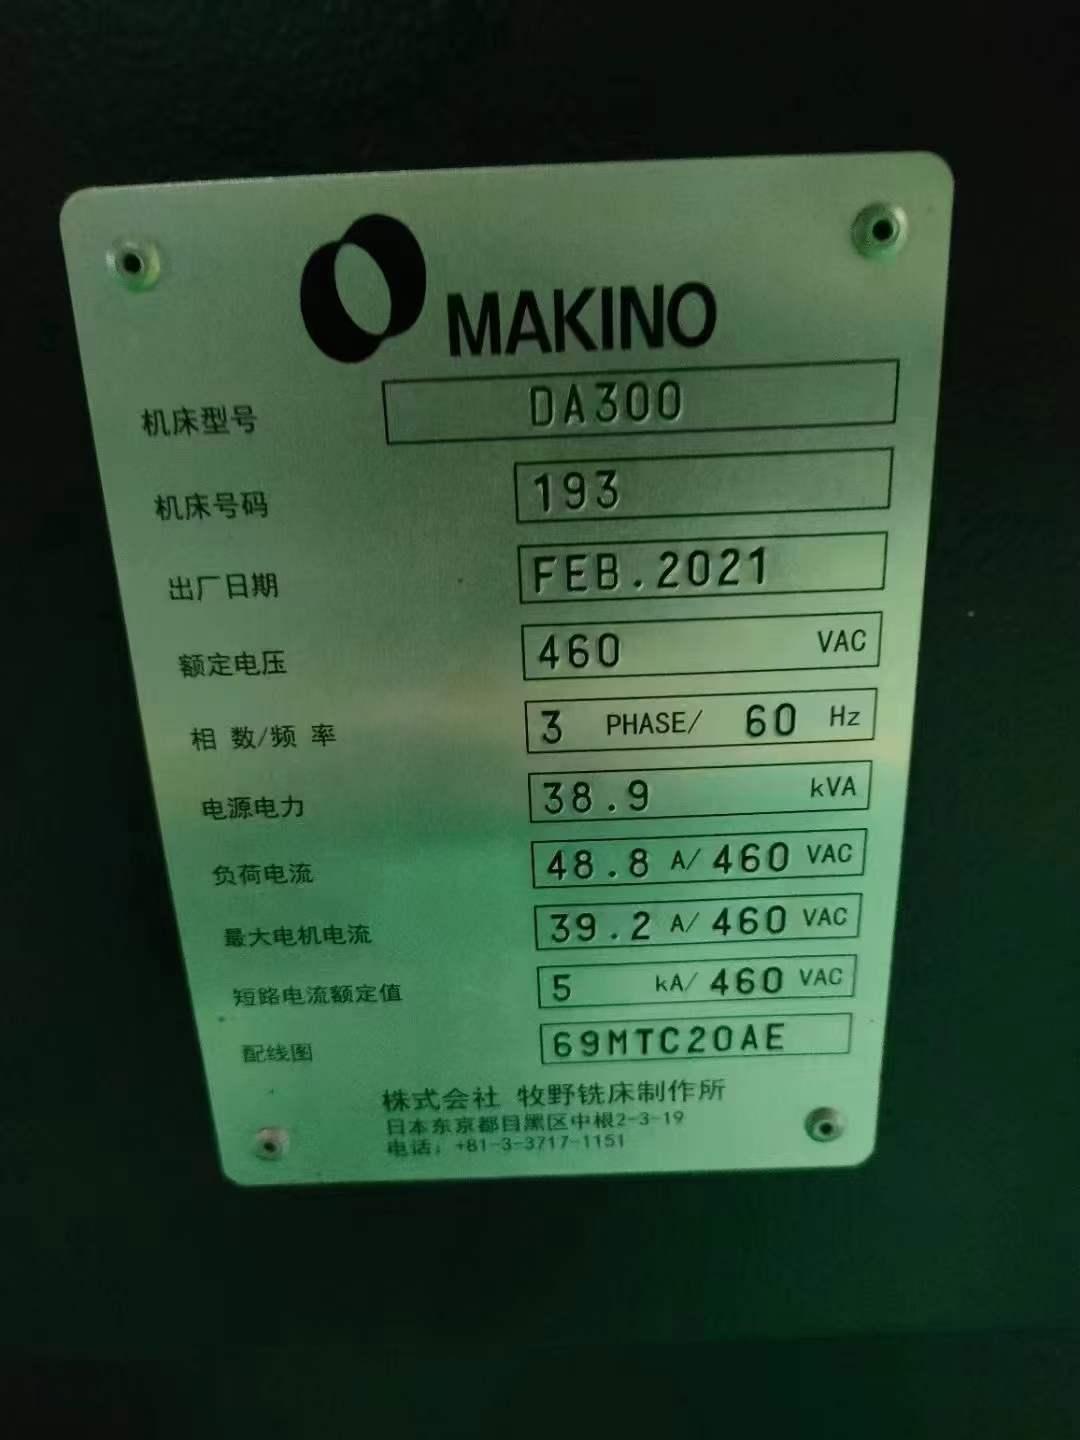 MAKINO
机床型号 DA300
机床号码 193
出厂日期 FEB.2021
额定电压 460 VAC
相 数/频 率 3 PHASE/ 60 Hz
电源电力 38.9 kVA
负荷电流 48.8 A/460 VAC
最大电机电流 39.2 A/460 VAC
短路电流额定值 5 kA/460 VAC
配线图 69MTC20AE
株式会社 牧野铣床制作所
日本东京都目黑区中根2-3-19
电话：+81-3-3717-1151